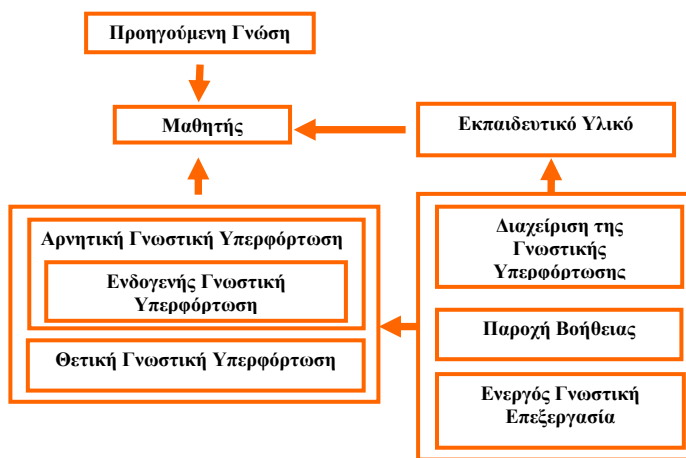 Προηγούμενη Γνώση
Μαθητής
Εκπαιδευτικό Υλικό
Αρνητική Γνωστική Υπερφόρτωση
Ενδογενής Γνωστική
Υπερφόρτωση
Θετική Γνωστική Υπερφόρτωση
Διαχείριση της
Γνωστικής
Υπερφόρτωσης
Παροχή Βοήθειας
Ενεργός Γνωστική
Επεξεργασία